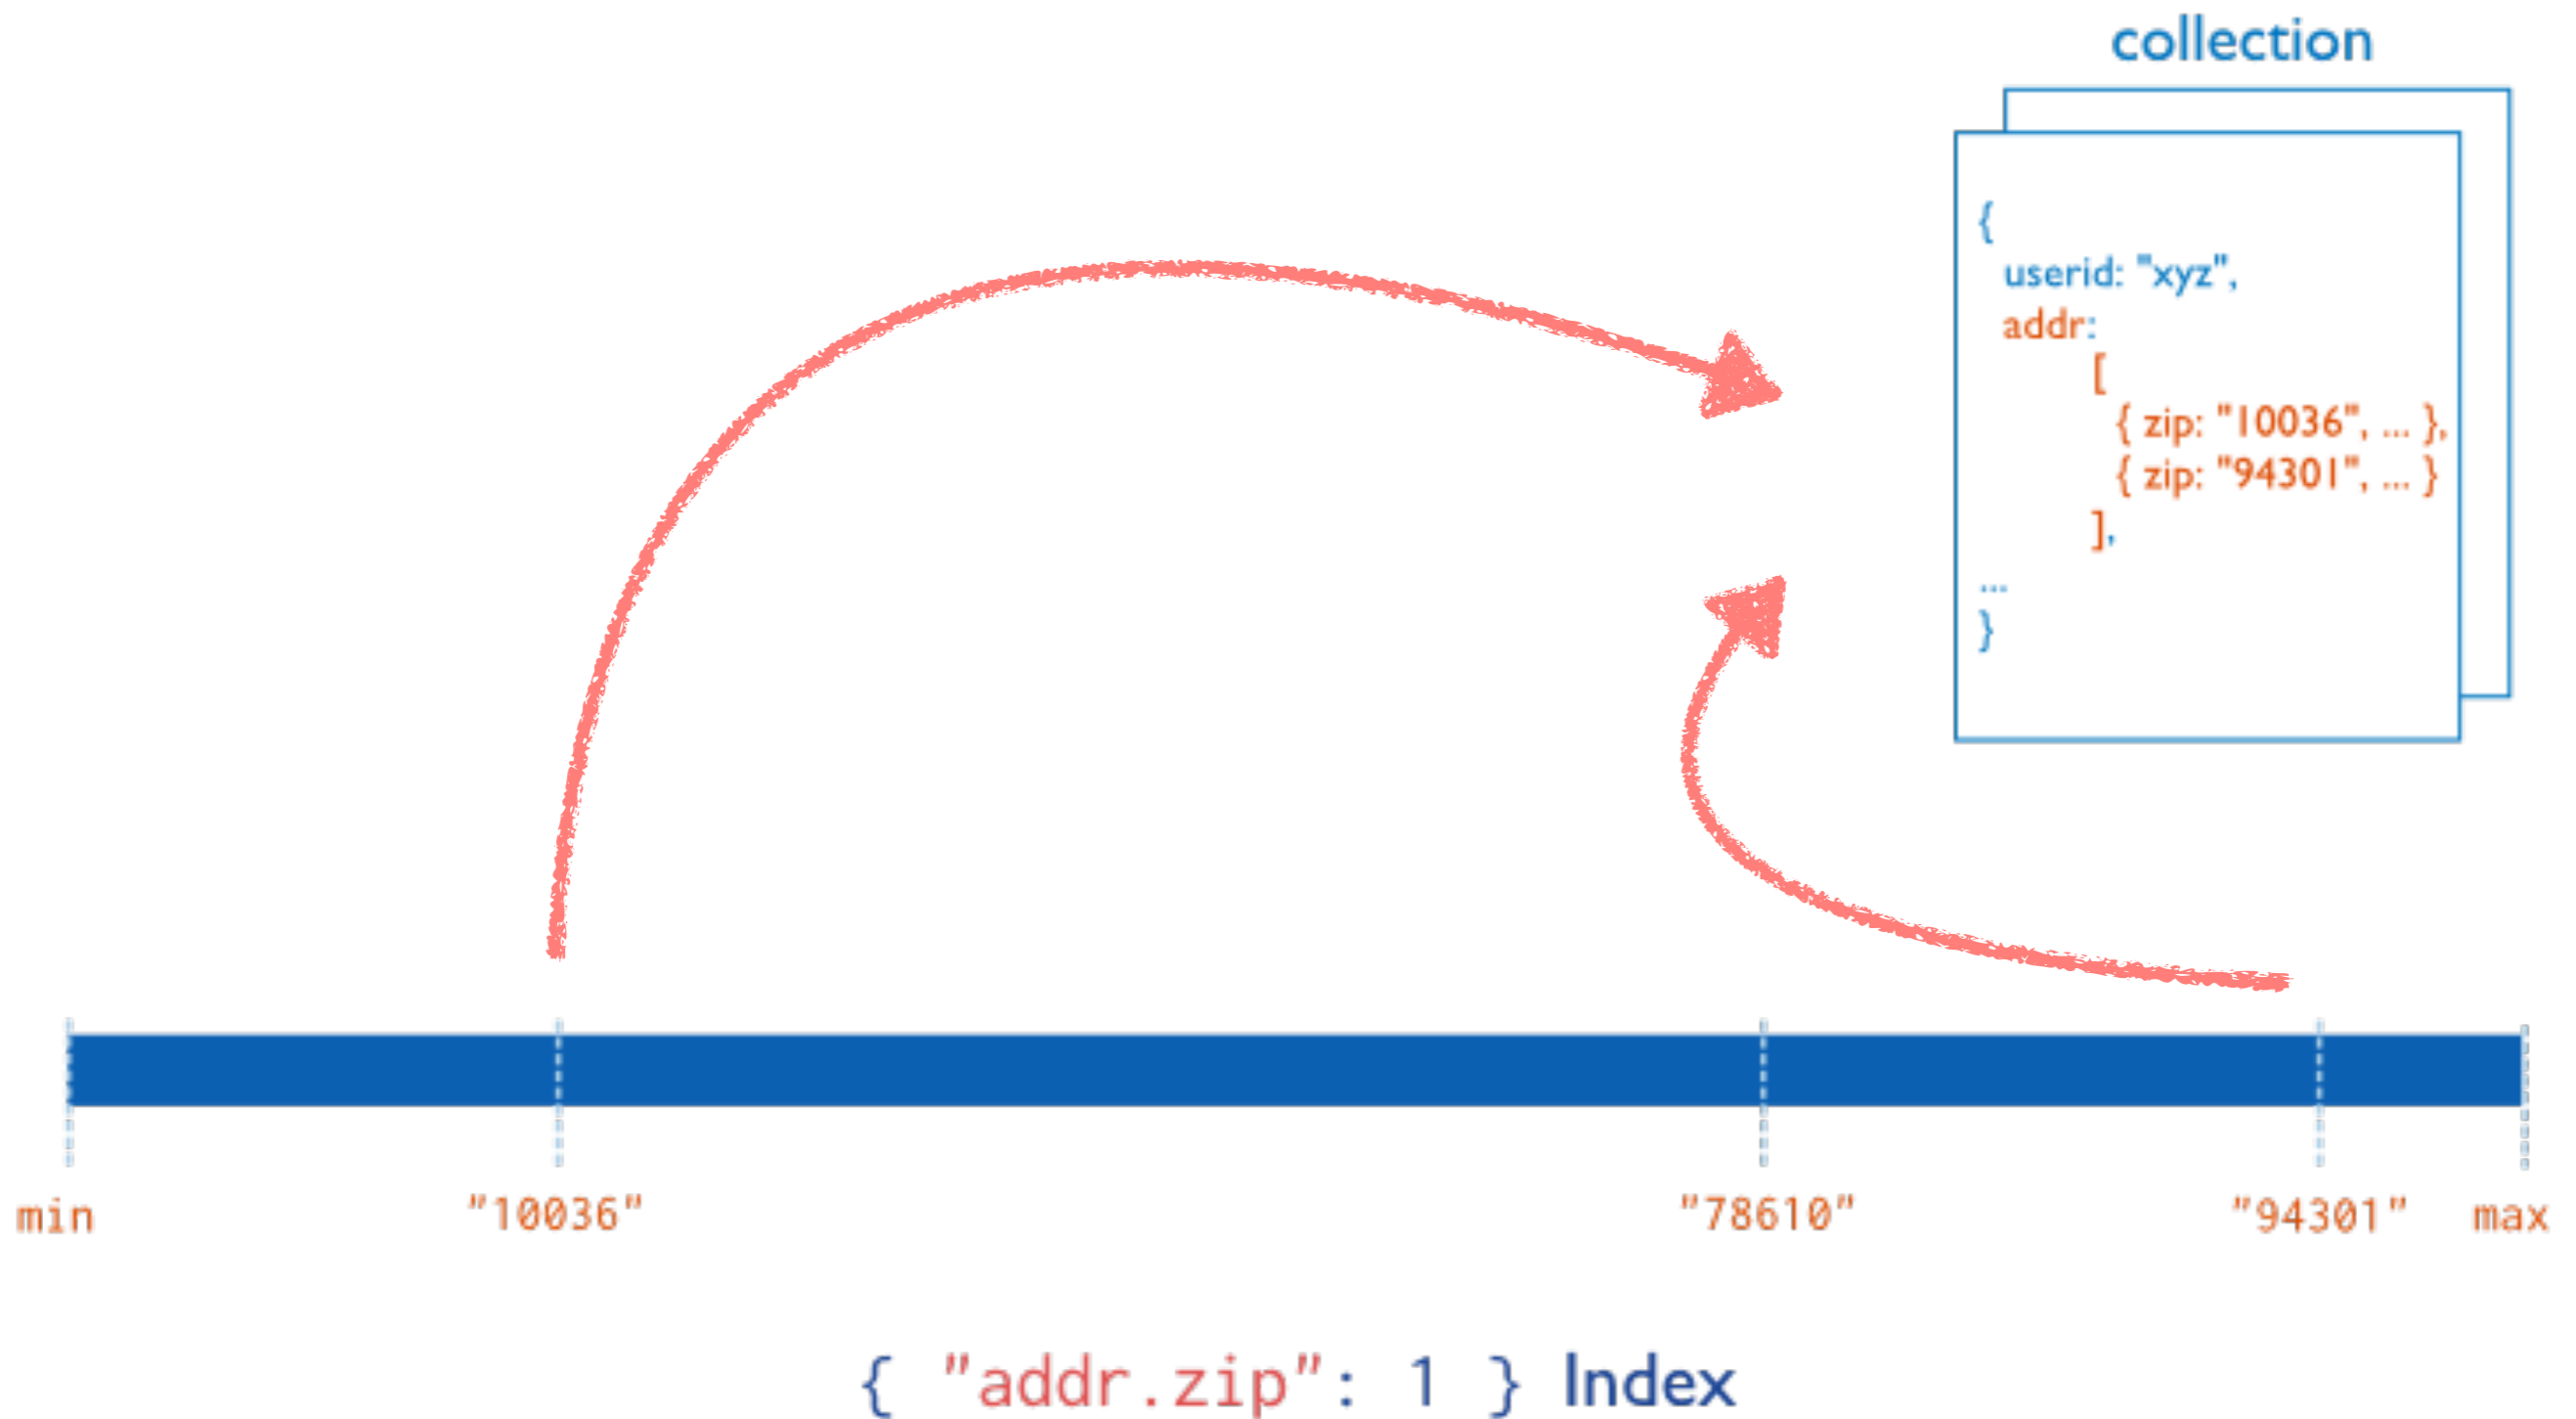 collection
{
userid: "xyz",
addr:
[
{ zip: "10036", ... },
{ zip: "94301", ... }
],
...
}
min "10036" "78610" "94301" max
{ "addr.zip": 1 } Index